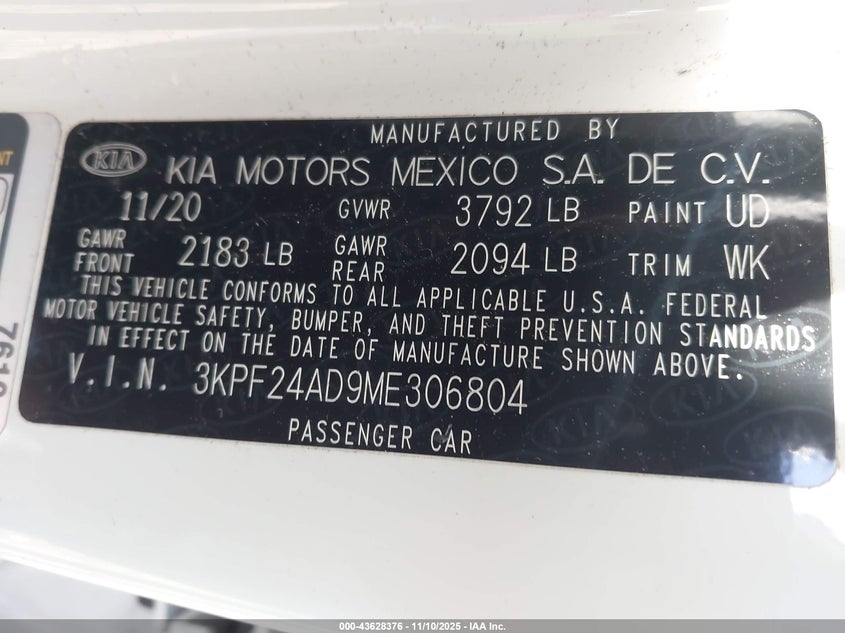 MANUFACTURED BY
KIA KIA MOTORS MEXICO S.A. DE C.V.
11/20 GVWR 3792 LB PAINT UD
GAWR FRONT 2183 LB GAWR REAR 2094 LB TRIM WK
THIS VEHICLE CONFORMS TO ALL APPLICABLE U.S.A. FEDERAL
MOTOR VEHICLE SAFETY, BUMPER, AND THEFT PREVENTION STANDARDS
IN EFFECT ON THE DATE OF MANUFACTURE SHOWN ABOVE.
V.I.N. 3KPF24AD9ME306804
PASSENGER CAR
000-43628376 - 11/10/2025 - IAA Inc.